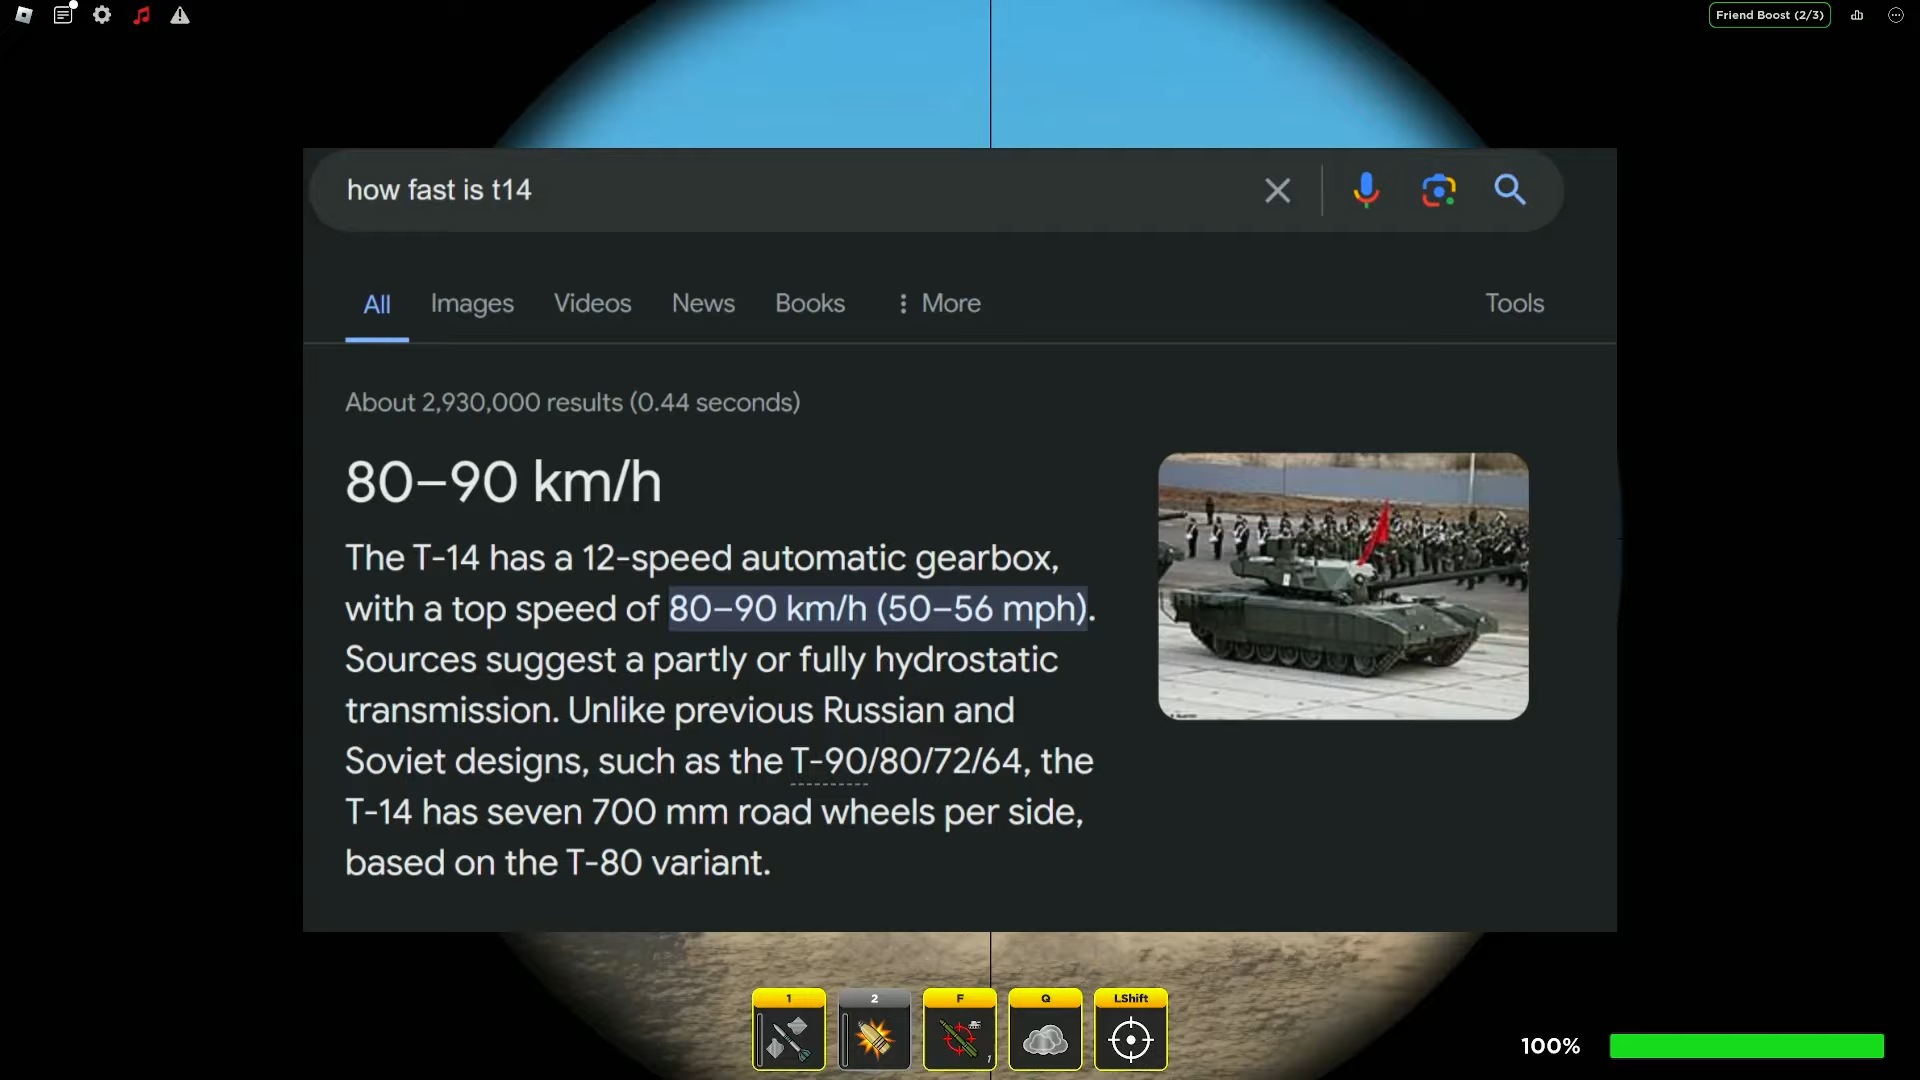 Friend Boost (2/3)
how fast is t14
All Images Videos News Books More Tools
About 2,930,000 results (0.44 seconds)
80–90 km/h
The T-14 has a 12-speed automatic gearbox,
with a top speed of 80–90 km/h (50–56 mph).
Sources suggest a partly or fully hydrostatic
transmission. Unlike previous Russian and
Soviet designs, such as the T-90/80/72/64, the
T-14 has seven 700 mm road wheels per side,
based on the T-80 variant.
1 2 F Q LShift
1
100%